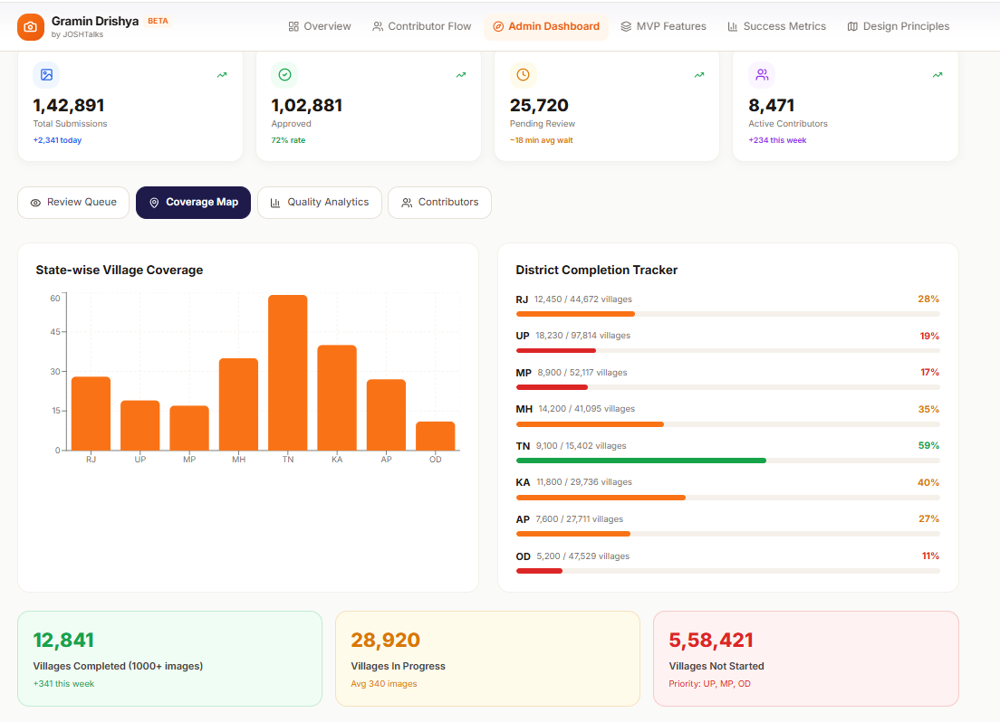 Gramin Drishya BETA
by JOSHTalks
Overview Contributor Flow Admin Dashboard MVP Features Success Metrics Design Principles
1,42,891
Total Submissions
+2,341 today
1,02,881
Approved
72% rate
25,720
Pending Review
~18 min avg wait
8,471
Active Contributors
+234 this week
Review Queue Coverage Map Quality Analytics Contributors
State-wise Village Coverage
60
45
30
15
0
RJ UP MP MH TN KA AP OD
District Completion Tracker
RJ 12,450 / 44,672 villages 28%
UP 18,230 / 97,814 villages 19%
MP 8,900 / 52,117 villages 17%
MH 14,200 / 41,095 villages 35%
TN 9,100 / 15,402 villages 59%
KA 11,800 / 29,736 villages 40%
AP 7,600 / 27,711 villages 27%
OD 5,200 / 47,529 villages 11%
12,841
Villages Completed (1000+ images)
+341 this week
28,920
Villages In Progress
Avg 340 images
5,58,421
Villages Not Started
Priority: UP, MP, OD